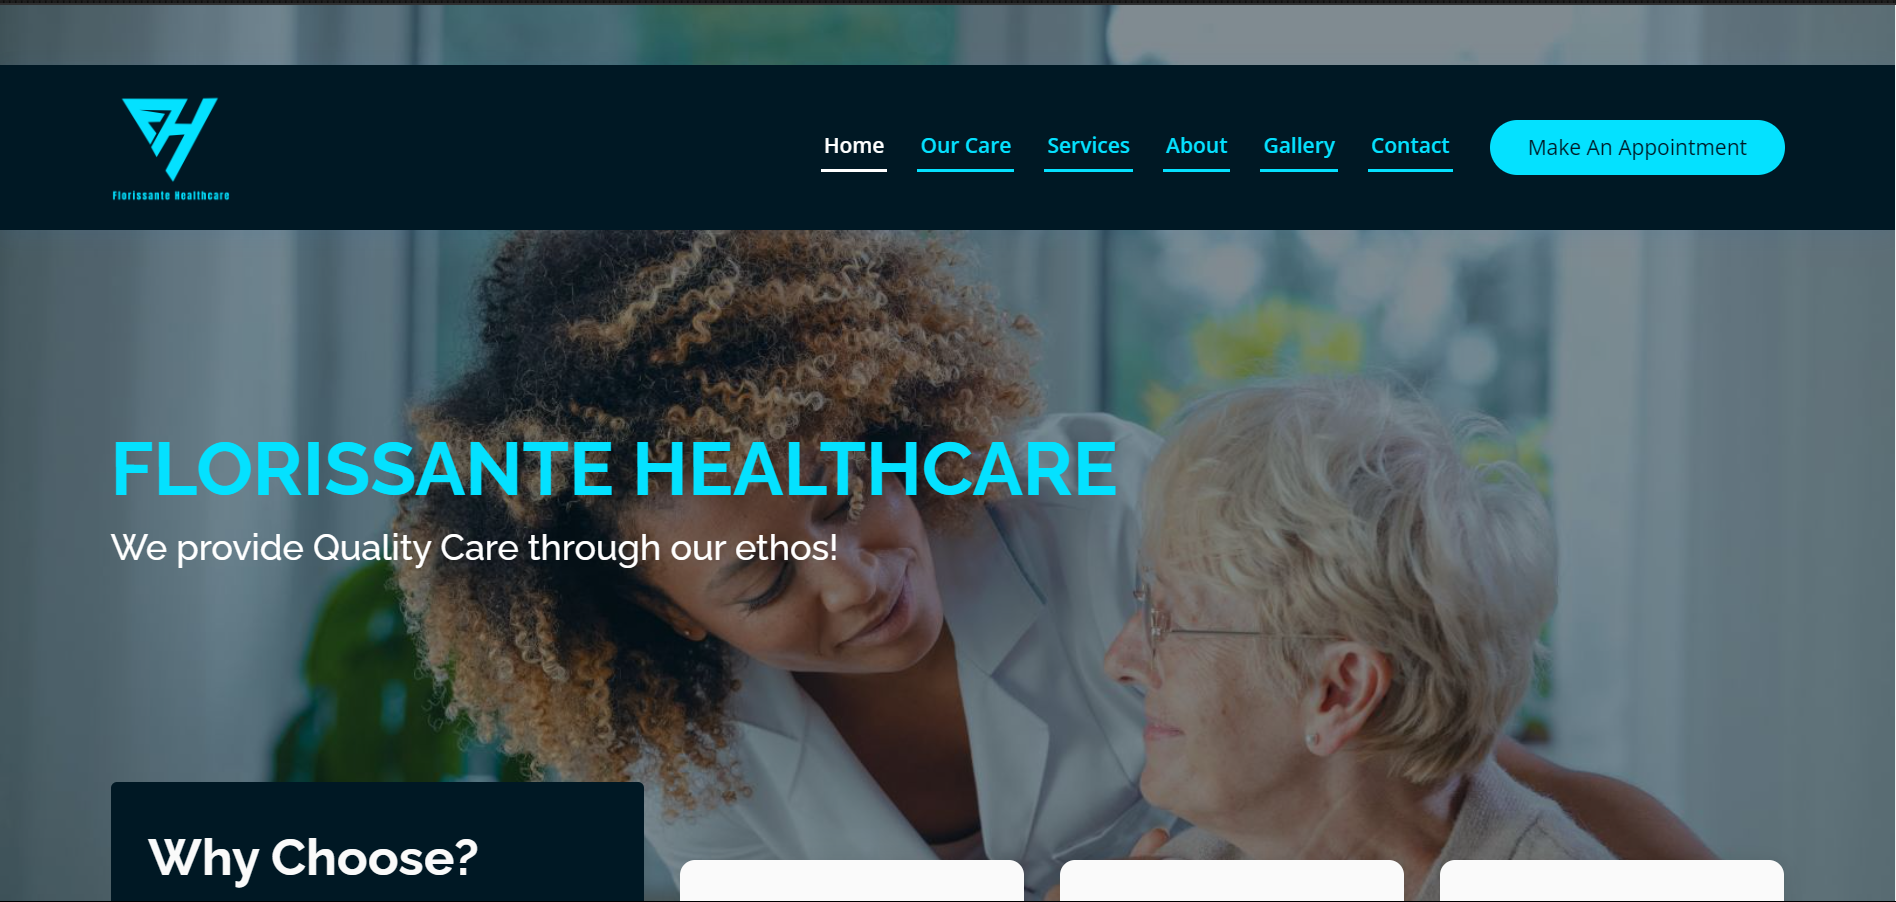 Florissante Healthcare
Home Our Care Services About Gallery Contact Make An Appointment
FLORISSANTE HEALTHCARE
We provide Quality Care through our ethos!
Why Choose?